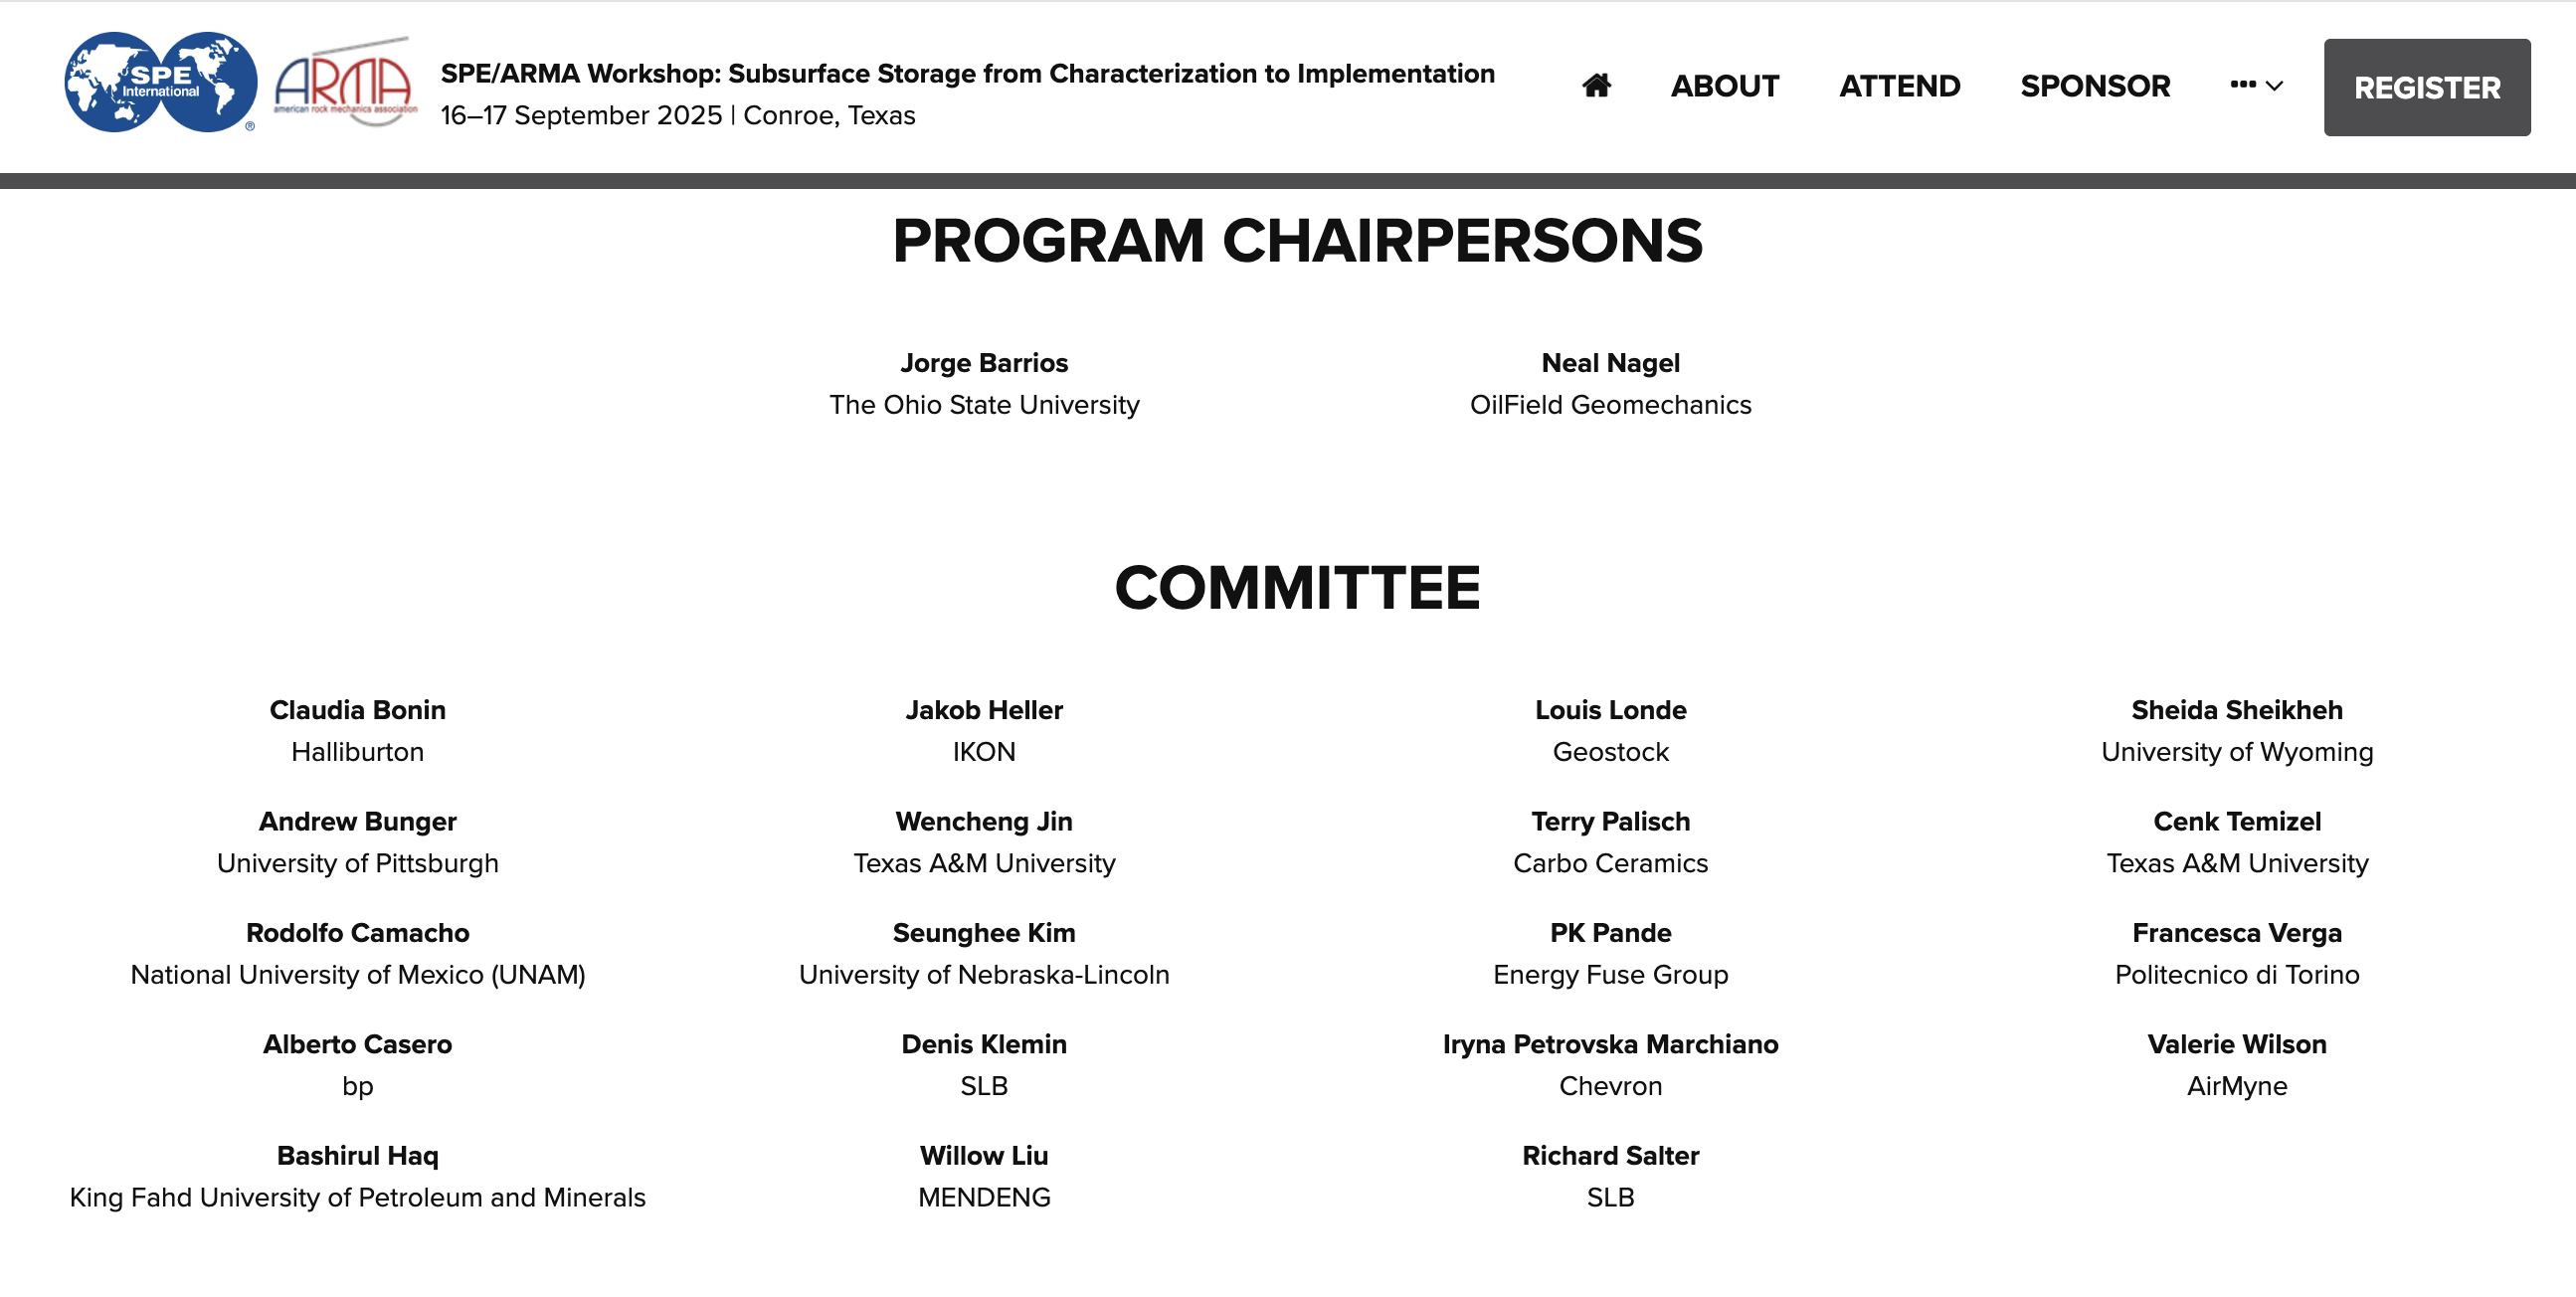 SPE
International
®
ARMA
american rock mechanics association
SPE/ARMA Workshop: Subsurface Storage from Characterization to Implementation
16–17 September 2025 | Conroe, Texas
ABOUT
ATTEND
SPONSOR
REGISTER
PROGRAM CHAIRPERSONS
Jorge Barrios
The Ohio State University
Neal Nagel
OilField Geomechanics
COMMITTEE
Claudia Bonin
Halliburton
Andrew Bunger
University of Pittsburgh
Rodolfo Camacho
National University of Mexico (UNAM)
Alberto Casero
bp
Bashirul Haq
King Fahd University of Petroleum and Minerals
Jakob Heller
IKON
Wencheng Jin
Texas A&M University
Seunghee Kim
University of Nebraska-Lincoln
Denis Klemin
SLB
Willow Liu
MENDENG
Louis Londe
Geostock
Terry Palisch
Carbo Ceramics
PK Pande
Energy Fuse Group
Iryna Petrovska Marchiano
Chevron
Richard Salter
SLB
Sheida Sheikheh
University of Wyoming
Cenk Temizel
Texas A&M University
Francesca Verga
Politecnico di Torino
Valerie Wilson
AirMyne